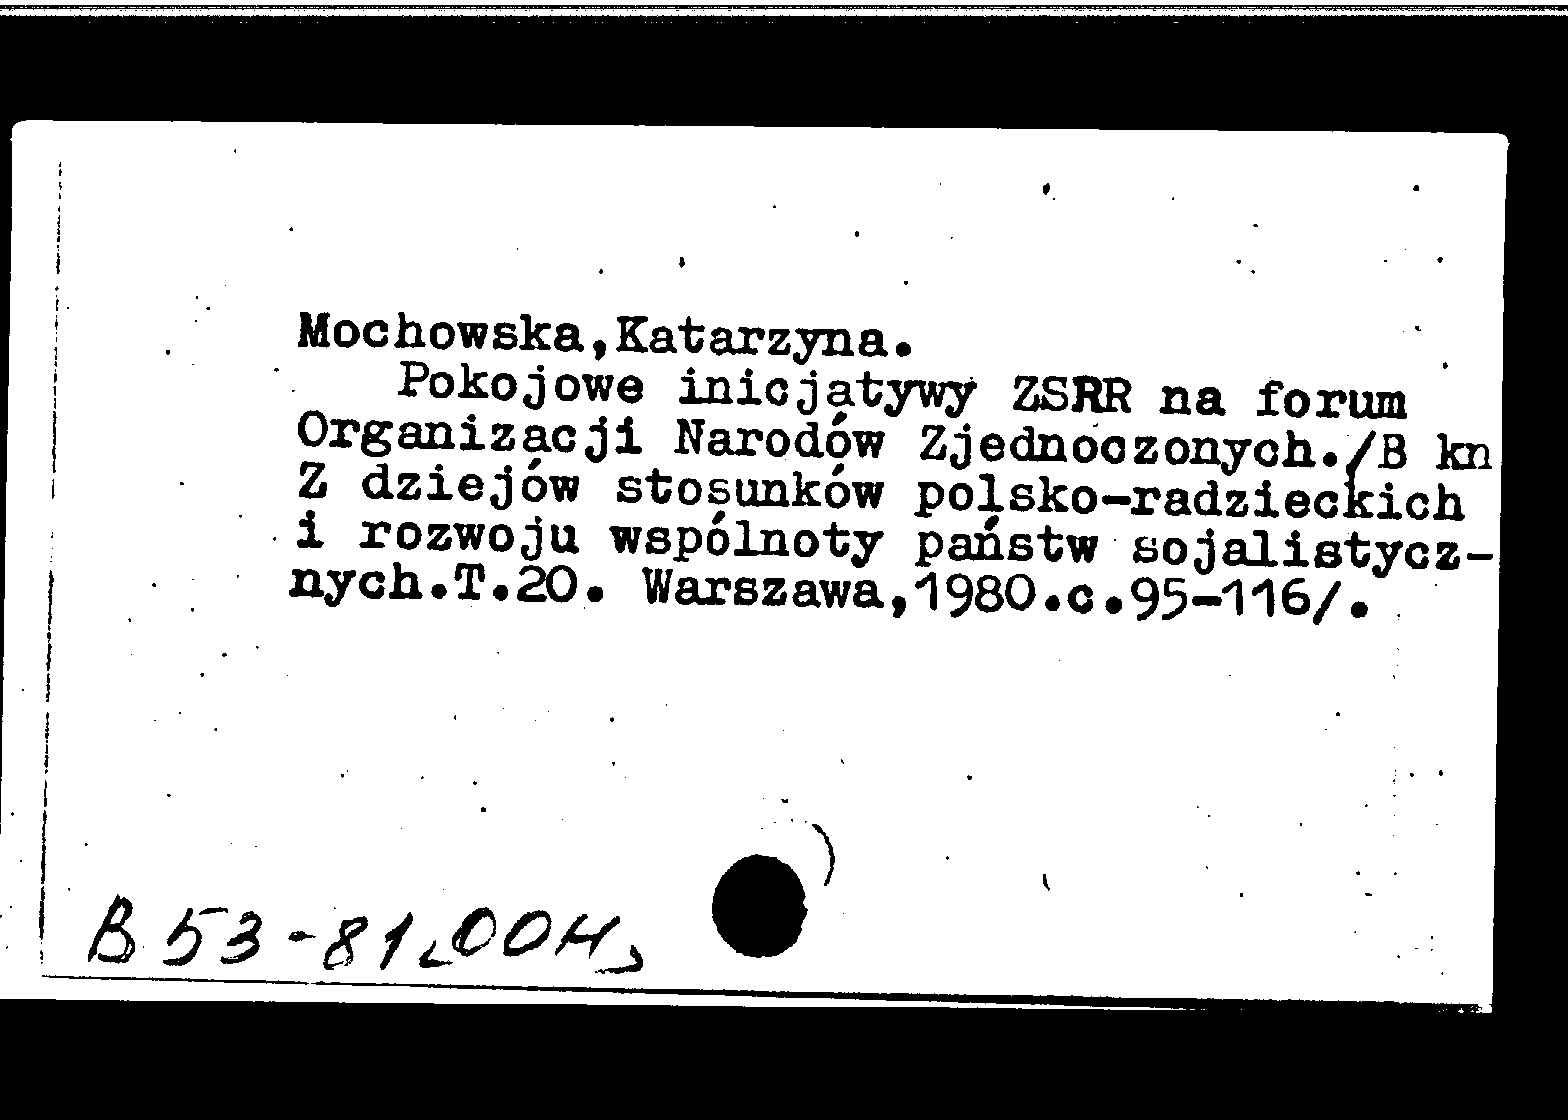 Mochowska,Katarzyna.
Pokojowe inicjatywy ZSRR na forum
Organizacji Narodów Zjednoczonych./В kn
Z dziejów stosunków polsko-radzieckich
i rozwoju wspólnoty państw sojalistycz-
nych.T.20. Warszawa,1980.c.95-116/.
В 53-81<ООН>